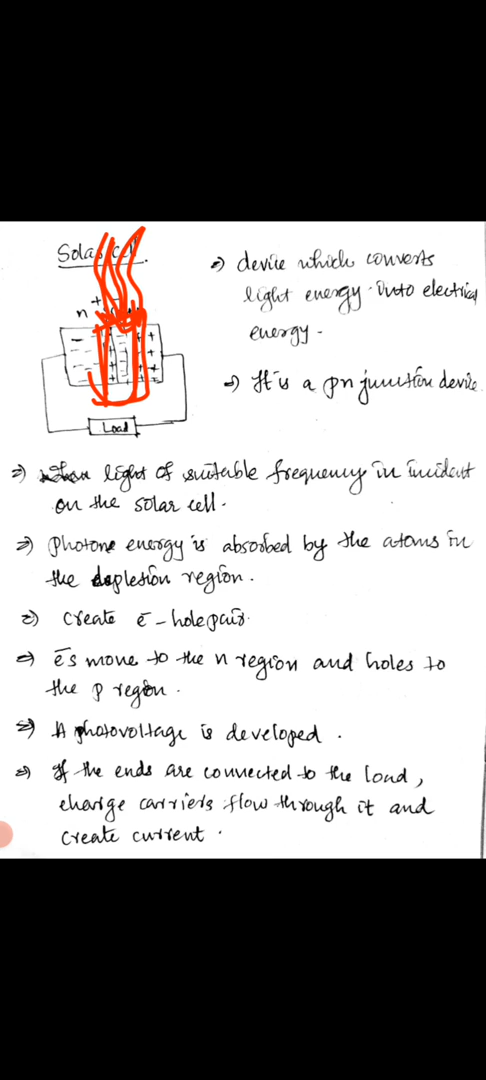 Solar cell.
⇒ device which converts
light energy into electrical
energy.
⇒ It is a pn junction device
n +
Load
⇒ light of suitable frequency in incident
on the solar cell.
⇒ Photone energy is absorbed by the atoms in
the depletion region.
⇒ create ē - hole pair.
⇒ ēs move to the n region and holes to
the p region.
⇒ A photovoltage is developed.
⇒ If the ends are connected to the load,
charge carriers flow through it and
create current.